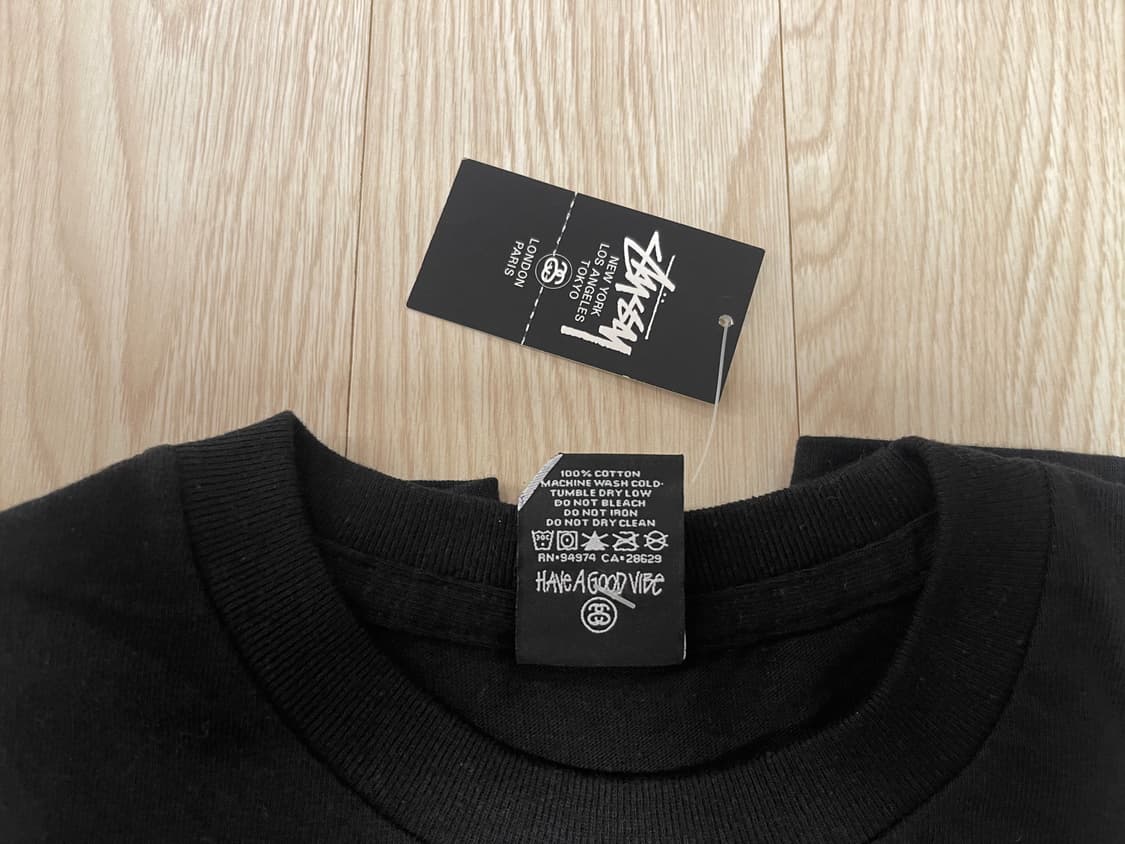 STÜSSY
NEW YORK
LOS ANGELES
TOKYO
LONDON
PARIS
100% COTTON
MACHINE WASH COLD·
TUMBLE DRY LOW
DO NOT BLEACH
DO NOT IRON
DO NOT DRY CLEAN
30C
RN·94974 CA·28629
HAVE A GOOD VIBE